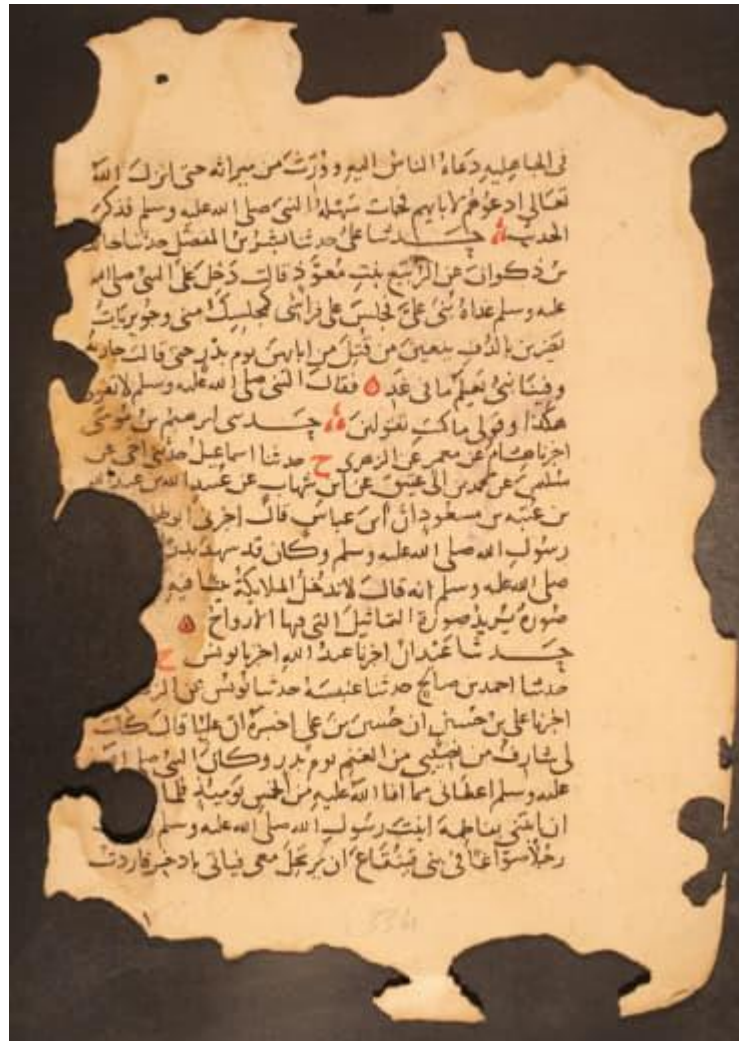 في الجاهلية دعاه الناس اليه وورث من ميراثه حتى انزل الله
تعالى ادعوهم لابايهم فجات سهلة النبي صلى الله عليه وسلم فذكر
الحديث حدثنا علي حدثنا بشر بن المفضل حدثنا خالد
بن ذكوان عن الربيع بنت معوذ قالت دخل علي النبي صلى الله
عليه وسلم غداة بني علي فجلس على فراشي كمجلسك مني وجويريات
يضربن بالدف يندبن من قتل من ابايهن يوم بدر حتى قالت جارية
وفينا نبي يعلم ما في غد ه فقال النبي صلى الله عليه وسلم لا تقولي
هكذا وقولي ما كنت تقولين حدثني ابرهيم بن موسى
اخبرنا هشام عن معمر عن الزهري ح حدثنا اسماعيل حدثني اخي عن
سليمن عن محمد بن ابي عتيق عن ابن شهاب عن عبيد الله بن عبد الله
بن عتبه بن مسعود ان ابن عباس قال اخبرني ابو طلحة
رسول الله صلى الله عليه وسلم وكان قد شهد بدرا
صلى الله عليه وسلم انه قال لا تدخل الملايكة بيتا فيه
صورة يريد صورة التماثيل التي فيها الارواح ه
حدثنا عبدان اخبرنا عبد الله اخبرنا يونس ح
حدثنا احمد بن صالح حدثنا عنبسة حدثنا يونس عن الزهري
اخبرنا علي بن حسين ان حسين بن علي اخبره ان عليا قال كانت
لي شارف من نصيبي من المغنم يوم بدر وكان النبي صلى الله
عليه وسلم اعطاني مما افا الله عليه من الخمس يوميذ فلما
ان ابتني بفاطمة ابنت رسول الله صلى الله عليه وسلم
رجلا صواغا في بني قينقاع ان يرتحل معي فياتي باذخر فاردت